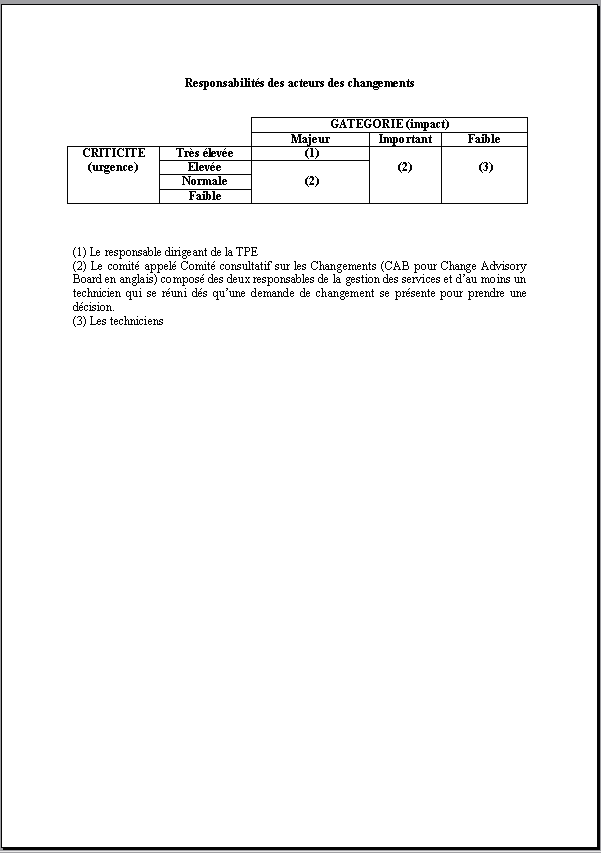 Responsabilités des acteurs des changements
GATEGORIE (impact)
Majeur Important Faible
CRITICITE Très élevée (1)
(urgence) Elevée (2) (3)
Normale (2)
Faible
(1) Le responsable dirigeant de la TPE
(2) Le comité appelé Comité consultatif sur les Changements (CAB pour Change Advisory
Board en anglais) composé des deux responsables de la gestion des services et d’au moins un
technicien qui se réuni dés qu’une demande de changement se présente pour prendre une
décision.
(3) Les techniciens